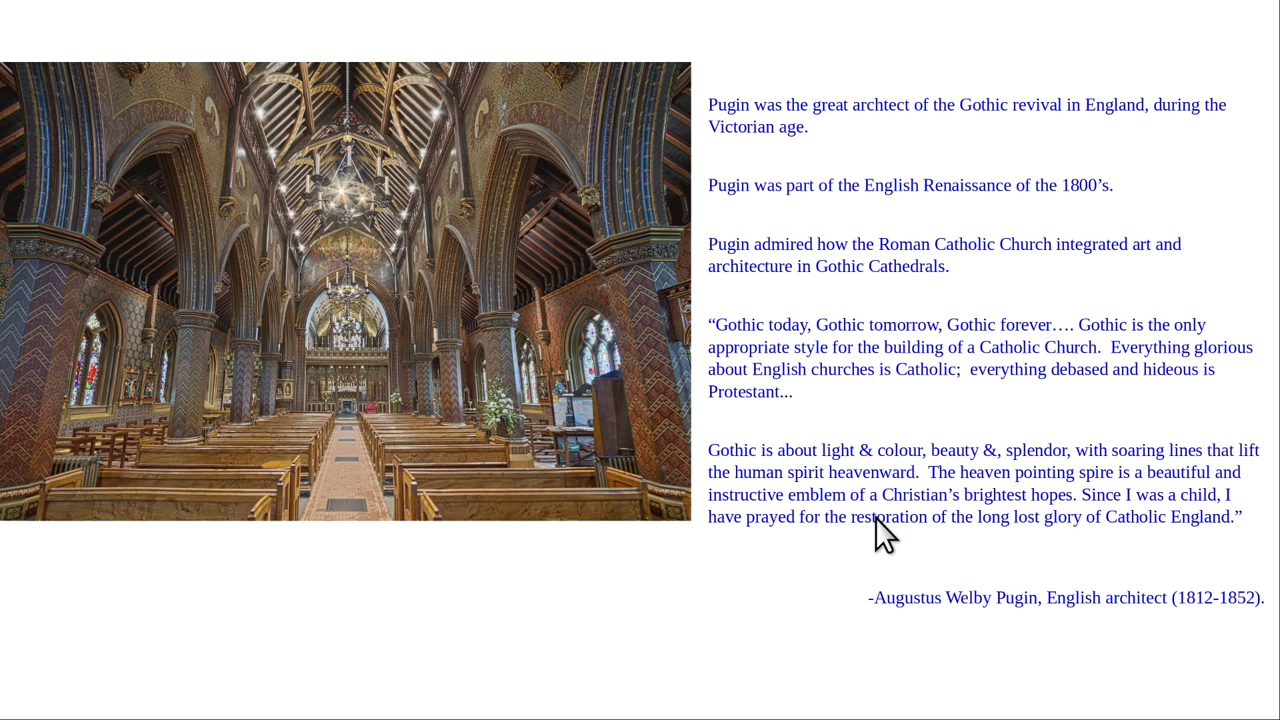 Pugin was the great archtect of the Gothic revival in England, during the
Victorian age.
Pugin was part of the English Renaissance of the 1800’s.
Pugin admired how the Roman Catholic Church integrated art and
architecture in Gothic Cathedrals.
“Gothic today, Gothic tomorrow, Gothic forever…. Gothic is the only
appropriate style for the building of a Catholic Church.  Everything glorious
about English churches is Catholic;  everything debased and hideous is
Protestant...
Gothic is about light & colour, beauty &, splendor, with soaring lines that lift
the human spirit heavenward.  The heaven pointing spire is a beautiful and
instructive emblem of a Christian’s brightest hopes. Since I was a child, I
have prayed for the restoration of the long lost glory of Catholic England.”
-Augustus Welby Pugin, English architect (1812-1852).